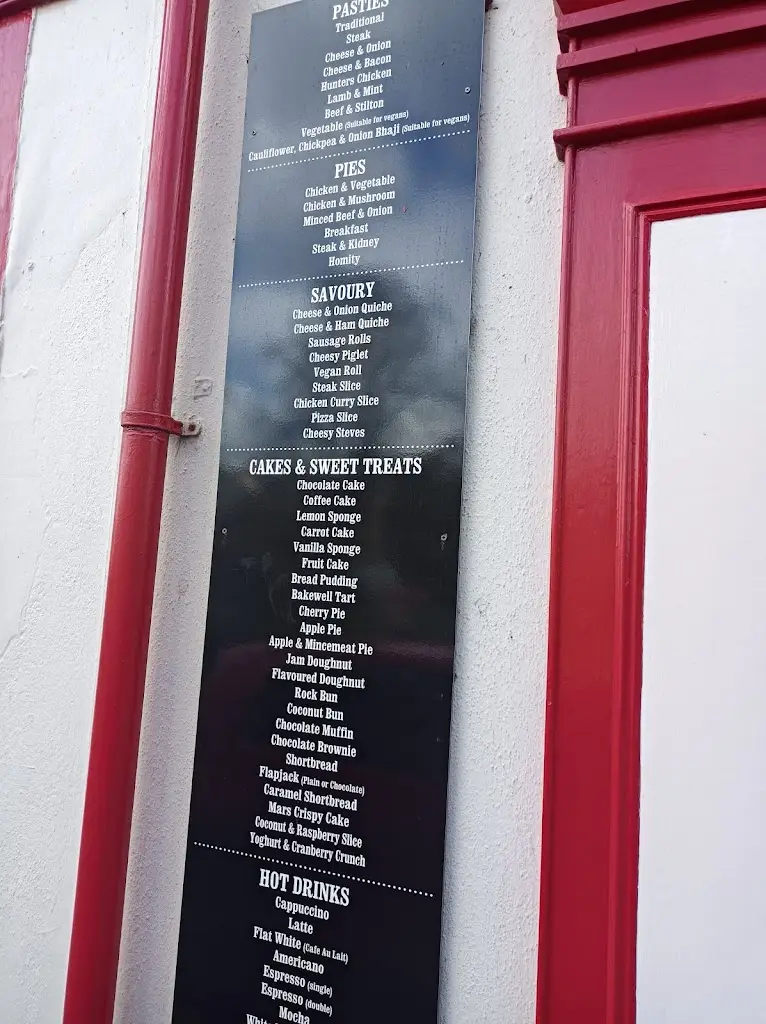 PASTIES
Traditional
Steak
Cheese & Onion
Cheese & Bacon
Hunters Chicken
Lamb & Mint
Beef & Stilton
Vegetable (Suitable for vegans)
Cauliflower, Chickpea & Onion Bhaji (Suitable for vegans)
PIES
Chicken & Vegetable
Chicken & Mushroom
Minced Beef & Onion
Breakfast
Steak & Kidney
Homity
SAVOURY
Cheese & Onion Quiche
Cheese & Ham Quiche
Sausage Rolls
Cheesy Piglet
Vegan Roll
Steak Slice
Chicken Curry Slice
Pizza Slice
Cheesy Steves
CAKES & SWEET TREATS
Chocolate Cake
Coffee Cake
Lemon Sponge
Carrot Cake
Vanilla Sponge
Fruit Cake
Bread Pudding
Bakewell Tart
Cherry Pie
Apple Pie
Apple & Mincemeat Pie
Jam Doughnut
Flavoured Doughnut
Rock Bun
Coconut Bun
Chocolate Muffin
Chocolate Brownie
Shortbread
Flapjack (Plain or Chocolate)
Caramel Shortbread
Mars Crispy Cake
Coconut & Raspberry Slice
Yoghurt & Cranberry Crunch
HOT DRINKS
Cappuccino
Latte
Flat White (Cafe Au Lait)
Americano
Espresso (single)
Espresso (double)
Mocha